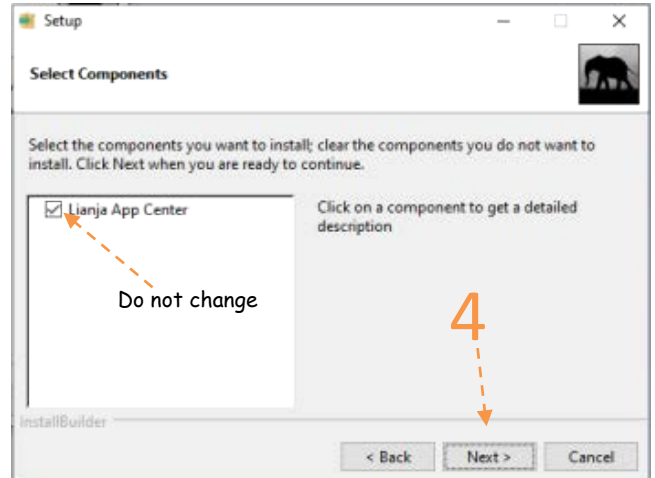 Setup
Select Components
Select the components you want to install; clear the components you do not want to
install. Click Next when you are ready to continue.
Lianja App Center
Click on a component to get a detailed
description
Do not change
4
InstallBuilder
< Back
Next >
Cancel